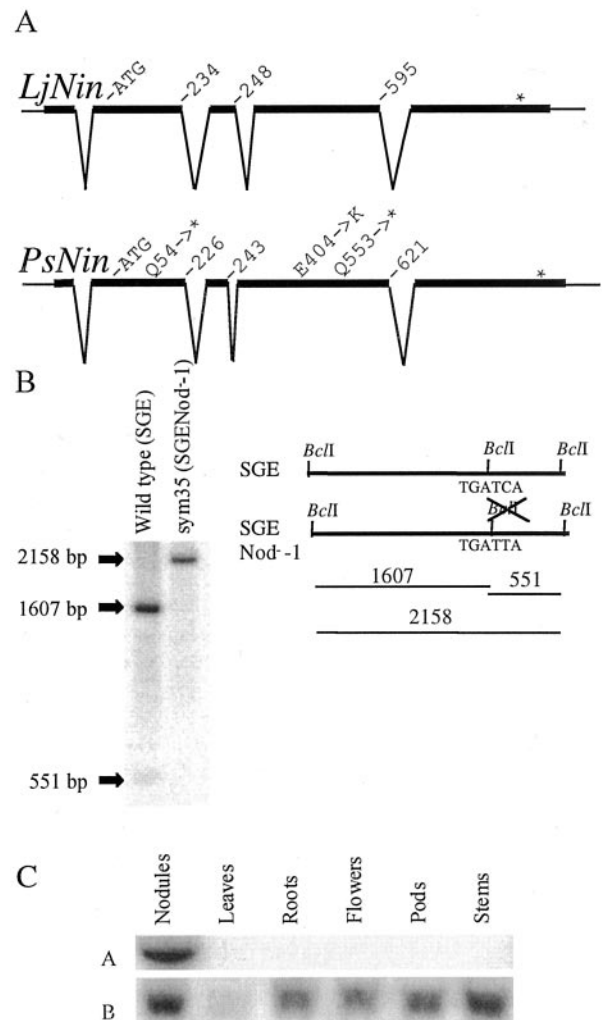 A
LjNin -ATG -234 -248 -595 *
PsNin -ATG Q54->* -226 -243 E404->K Q553->* -621 *
B
Wild type (SGE)
sym35 (SGENod--1)
2158 bp
1607 bp
551 bp
BclI BclI BclI
SGE
TGATCA
BclI BclI
SGE
Nod--1
TGATTA
1607 551
2158
C
Nodules Leaves Roots Flowers Pods Stems
A
B